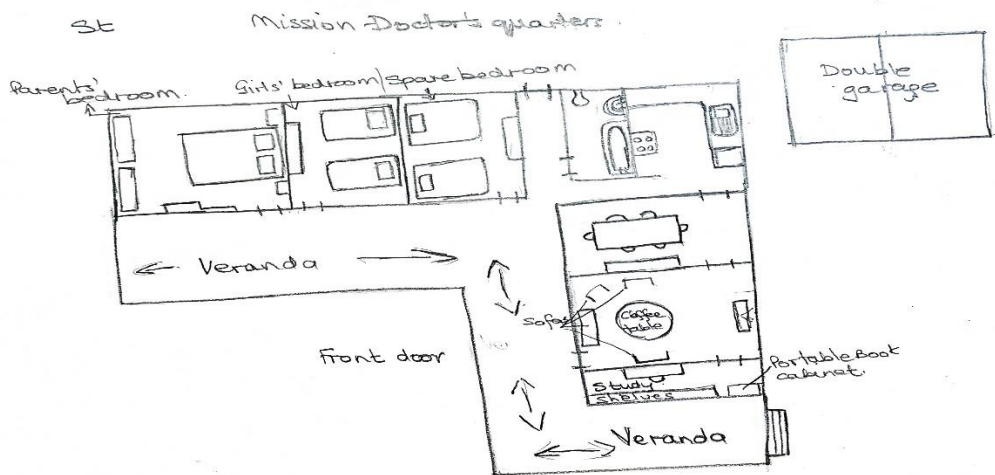 St Mission Doctor's quarters.
Parents'
bedroom.
Girls' bedroom/Spare bedroom
Double
garage
Veranda
Sofas
Coffee
table
Front door
Portable Book
cabinet.
Study
shelves
Veranda